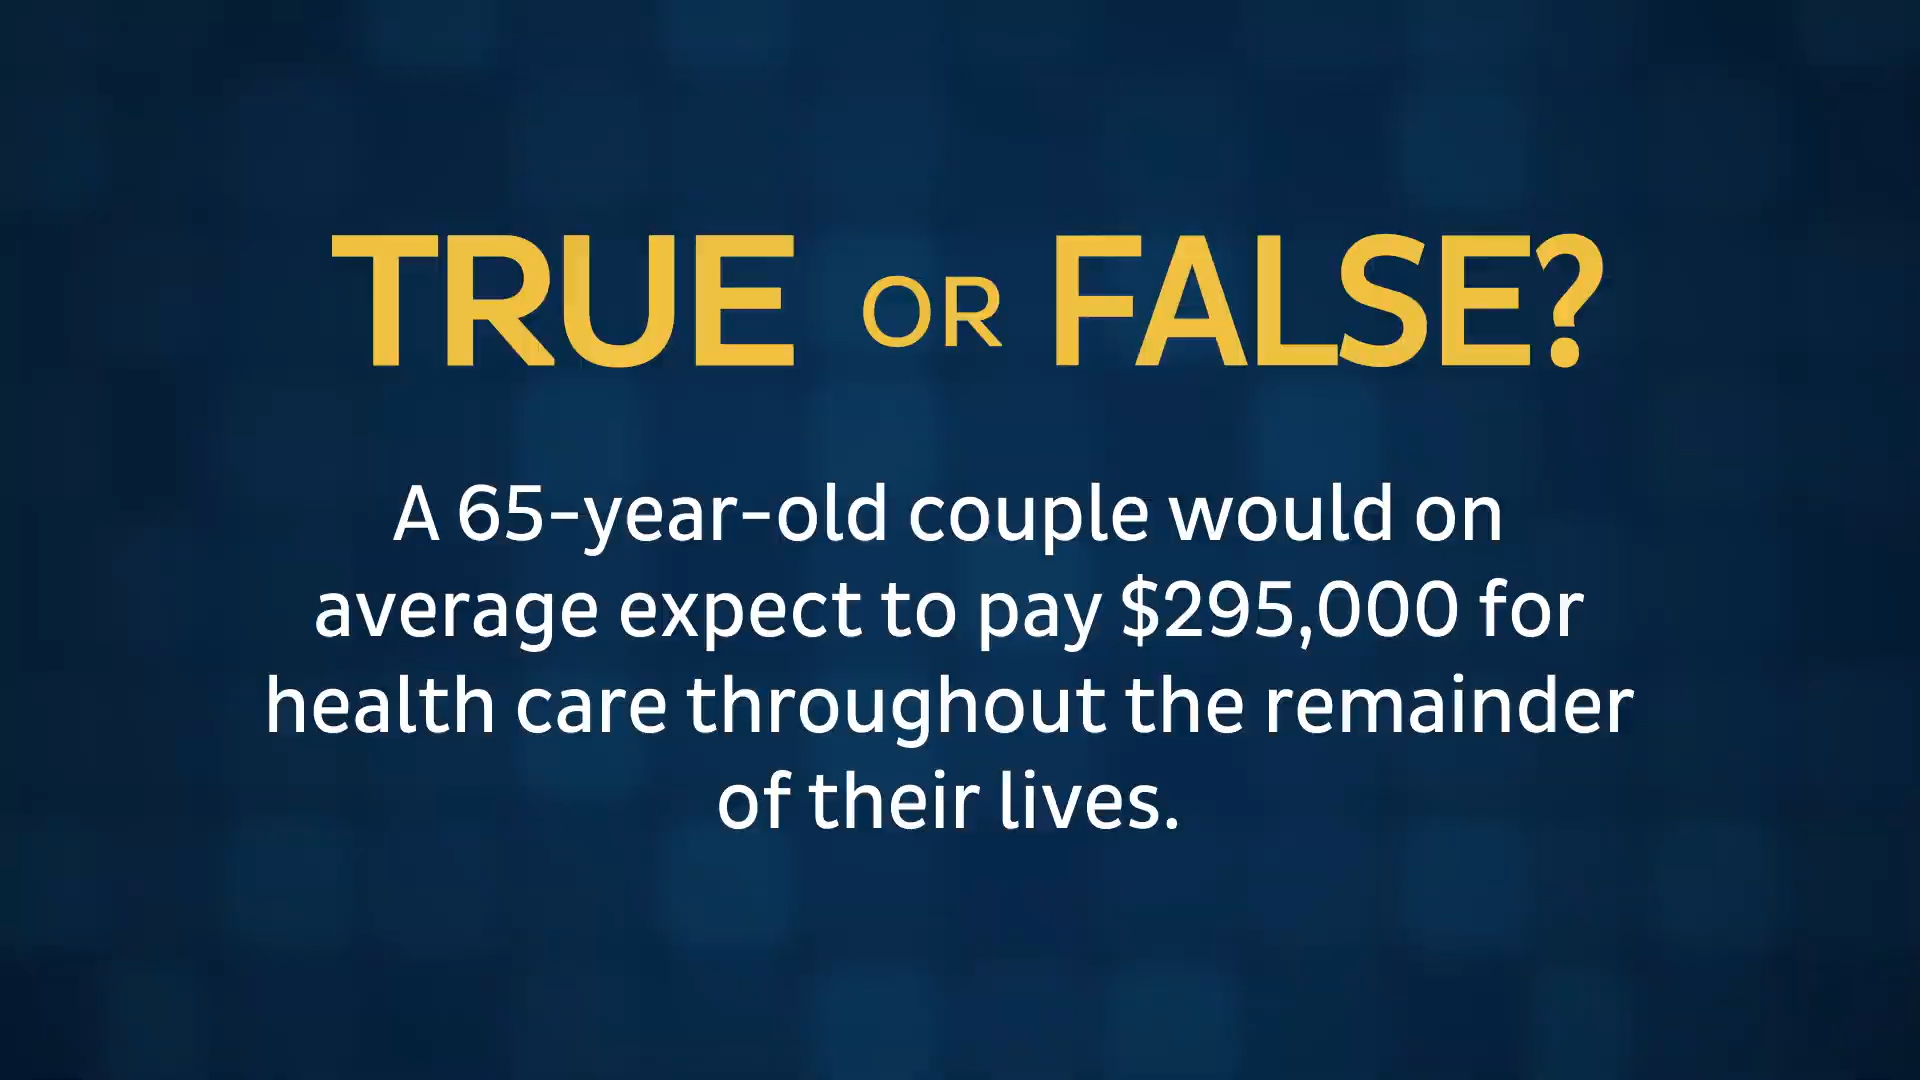 TRUE OR FALSE?
A 65-year-old couple would on
average expect to pay $295,000 for
health care throughout the remainder
of their lives.